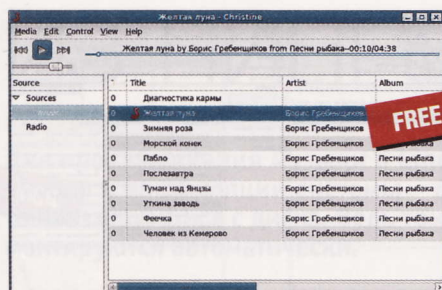 Желтая луна - Christine
Media Edit Control View Help
Желтая луна by Борис Гребенщиков from Песни рыбака--00:10/04:38
Source Title Artist Album
Sources 0 Диагностика кармы
0 Желтая луна Борис Гребенщиков
Radio 0 Зимняя роза Борис Гребенщиков
0 Морской конек Борис Гребенщиков рыбака
0 Пабло Борис Гребенщиков Песни рыбака
0 Послезавтра Борис Гребенщиков Песни рыбака
0 Туман над Янцзы Борис Гребенщиков Песни рыбака
0 Уткина заводь Борис Гребенщиков Песни рыбака
0 Феечка Борис Гребенщиков Песни рыбака
0 Человек из Кемерово Борис Гребенщиков Песни рыбака
FREE